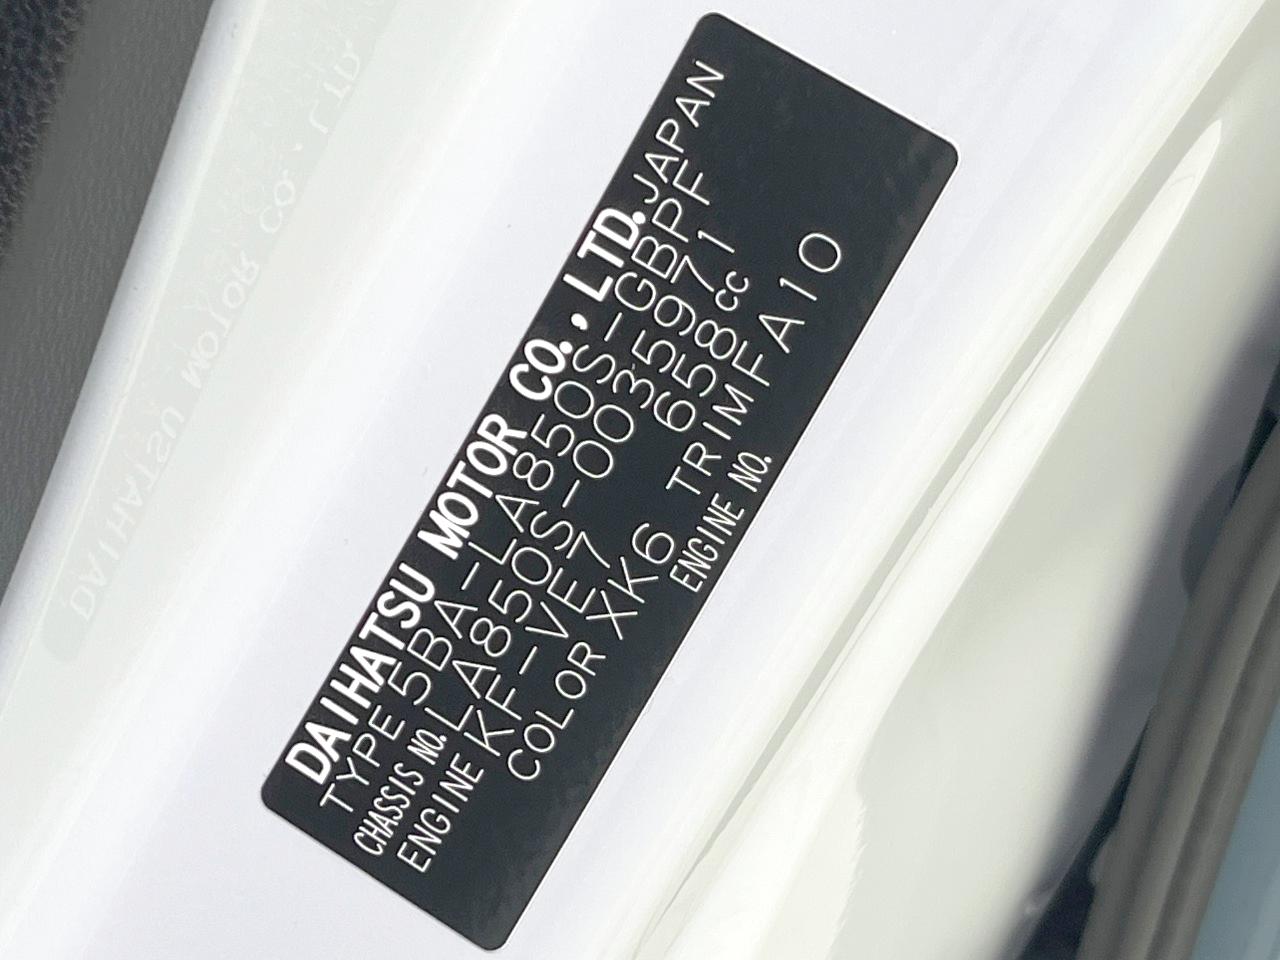 DAIHATSU MOTOR CO., LTD. JAPAN
TYPE 5BA-LA850S-GBPF
CHASSIS NO. LA850S-0035971
ENGINE KF-VE7 658cc
COLOR XK6 TRIM FA10
ENGINE NO.